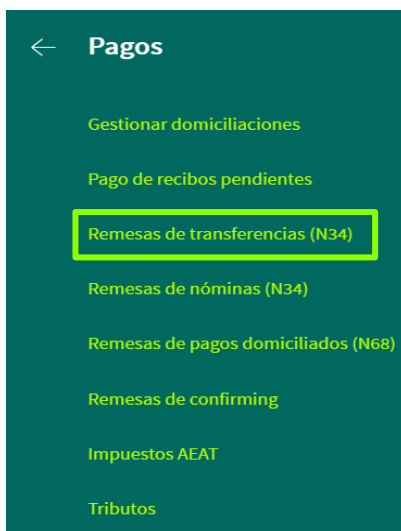 Pagos
Gestionar domiciliaciones
Pago de recibos pendientes
Remesas de transferencias (N34)
Remesas de nóminas (N34)
Remesas de pagos domiciliados (N68)
Remesas de confirming
Impuestos AEAT
Tributos